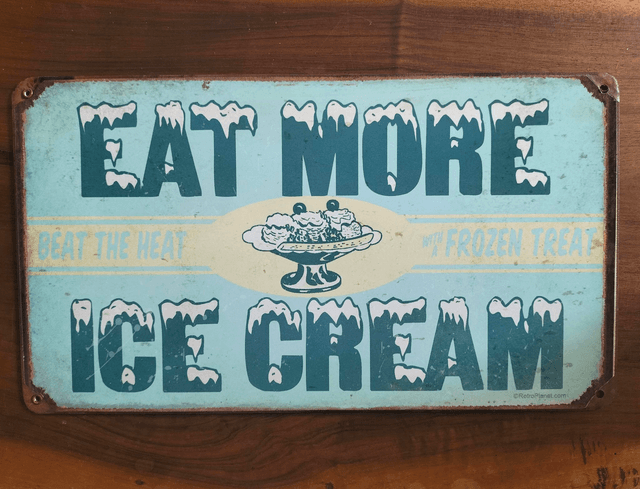 EAT MORE
BEAT THE HEAT WITH FROZEN TREAT
ICE CREAM
©RetroPlanet.com